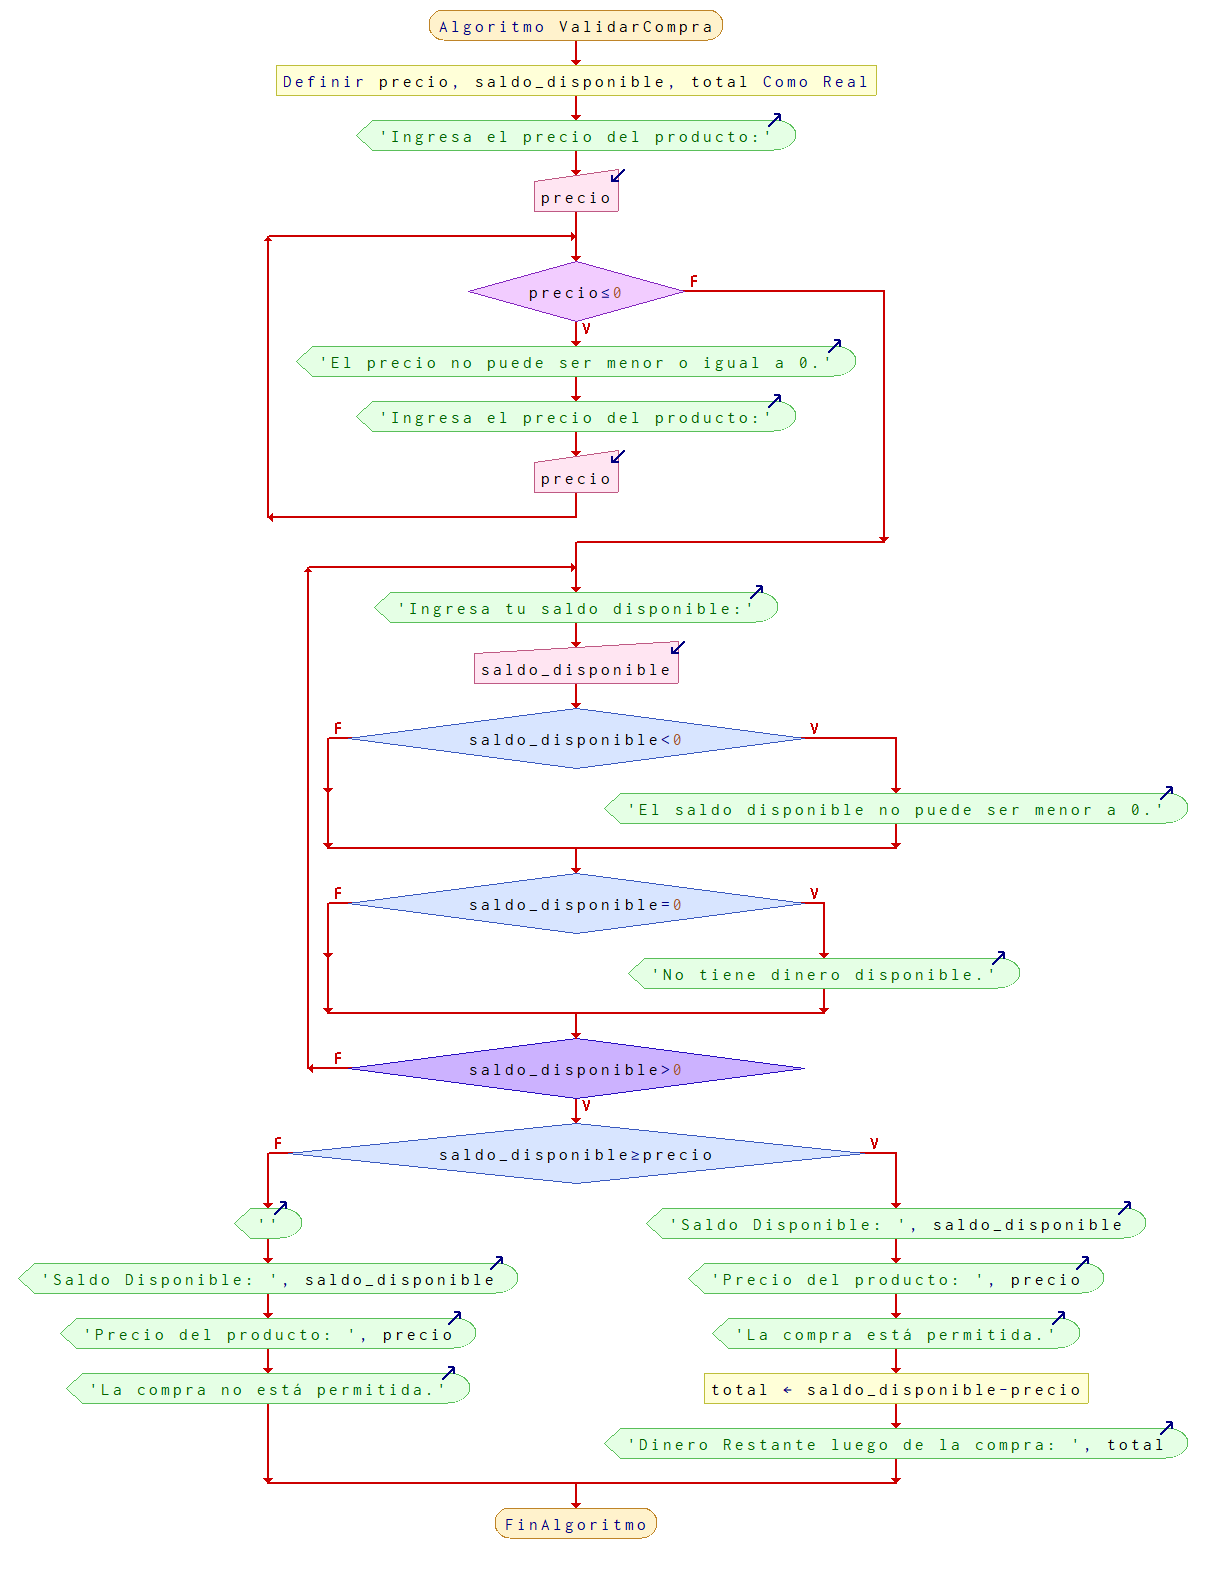 Algoritmo ValidarCompra
Definir precio, saldo_disponible, total Como Real
'Ingresa el precio del producto:'
precio
precio≤0
F
V
'El precio no puede ser menor o igual a 0.'
'Ingresa el precio del producto:'
precio
'Ingresa tu saldo disponible:'
saldo_disponible
F
saldo_disponible<0
V
'El saldo disponible no puede ser menor a 0.'
F
saldo_disponible=0
V
'No tiene dinero disponible.'
F
saldo_disponible>0
V
F
saldo_disponible≥precio
V
''
'Saldo Disponible: ', saldo_disponible
'Precio del producto: ', precio
'La compra no está permitida.'
'Saldo Disponible: ', saldo_disponible
'Precio del producto: ', precio
'La compra está permitida.'
total ← saldo_disponible-precio
'Dinero Restante luego de la compra: ', total
FinAlgoritmo